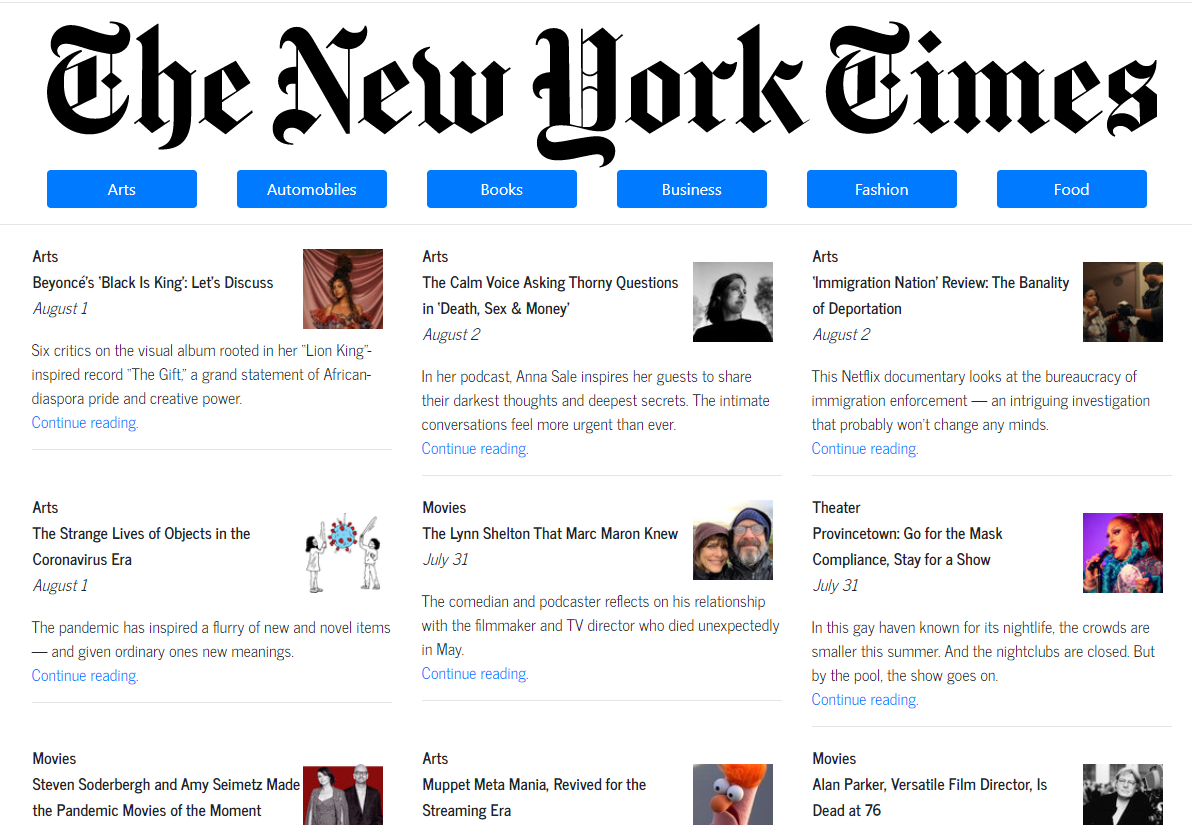 The New York Times
Arts
Automobiles
Books
Business
Fashion
Food
Arts
Beyoncé's 'Black Is King': Let's Discuss
August 1
Six critics on the visual album rooted in her "Lion King"-
inspired record "The Gift," a grand statement of African-
diaspora pride and creative power.
Continue reading.
Arts
The Calm Voice Asking Thorny Questions
in 'Death, Sex & Money'
August 2
In her podcast, Anna Sale inspires her guests to share
their darkest thoughts and deepest secrets. The intimate
conversations feel more urgent than ever.
Continue reading.
Arts
'Immigration Nation' Review: The Banality
of Deportation
August 2
This Netflix documentary looks at the bureaucracy of
immigration enforcement — an intriguing investigation
that probably won't change any minds.
Continue reading.
Arts
The Strange Lives of Objects in the
Coronavirus Era
August 1
The pandemic has inspired a flurry of new and novel items
— and given ordinary ones new meanings.
Continue reading.
Movies
The Lynn Shelton That Marc Maron Knew
July 31
The comedian and podcaster reflects on his relationship
with the filmmaker and TV director who died unexpectedly
in May.
Continue reading.
Theater
Provincetown: Go for the Mask
Compliance, Stay for a Show
July 31
In this gay haven known for its nightlife, the crowds are
smaller this summer. And the nightclubs are closed. But
by the pool, the show goes on.
Continue reading.
Movies
Steven Soderbergh and Amy Seimetz Made
the Pandemic Movies of the Moment
Arts
Muppet Meta Mania, Revived for the
Streaming Era
Movies
Alan Parker, Versatile Film Director, Is
Dead at 76